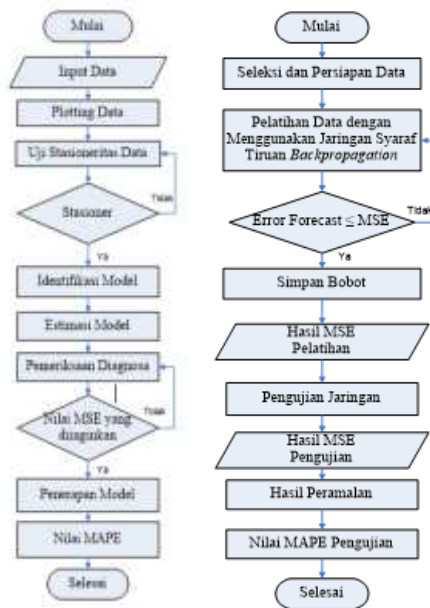 Mulai
Input Data
Plotting Data
Uji Stasioneritas Data
Tidak
Stasioner
Ya
Identifikasi Model
Estimasi Model
Pemeriksaan Diagnosa
Tidak
Nilai MSE yang
diinginkan
Ya
Penerapan Model
Nilai MAPE
Selesai
Mulai
Seleksi dan Persiapan Data
Pelatihan Data dengan
Menggunakan Jaringan Syaraf
Tiruan Backpropagation
Tidak
Error Forecast ≤ MSE
Ya
Simpan Bobot
Hasil MSE
Pelatihan
Pengujian Jaringan
Hasil MSE
Pengujian
Hasil Peramalan
Nilai MAPE Pengujian
Selesai